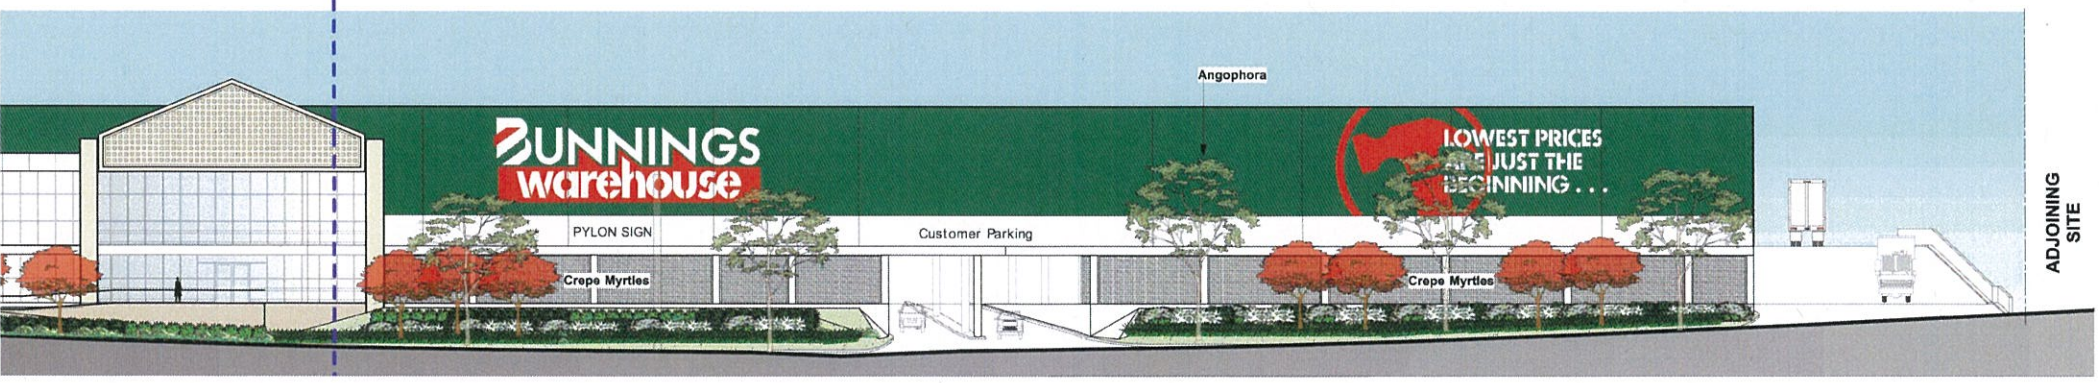 Angophora
BUNNINGS
warehouse
LOWEST PRICES
ARE JUST THE
BEGINNING . . .
PYLON SIGN
Customer Parking
Crepe Myrtles
Crepe Myrtles
ADJOINING
SITE